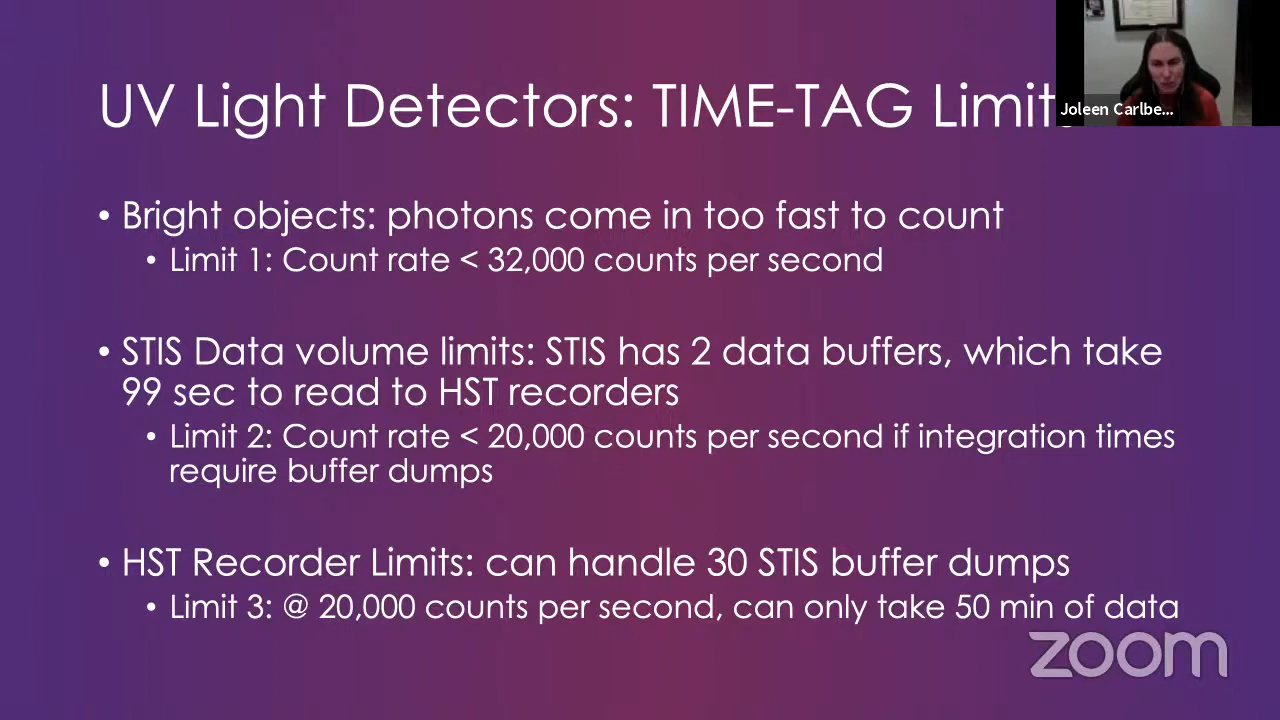 UV Light Detectors: TIME-TAG Limits
Joleen Carlbe...
• Bright objects: photons come in too fast to count
• Limit 1: Count rate < 32,000 counts per second
• STIS Data volume limits: STIS has 2 data buffers, which take
99 sec to read to HST recorders
• Limit 2: Count rate < 20,000 counts per second if integration times
require buffer dumps
• HST Recorder Limits: can handle 30 STIS buffer dumps
• Limit 3: @ 20,000 counts per second, can only take 50 min of data
zoom